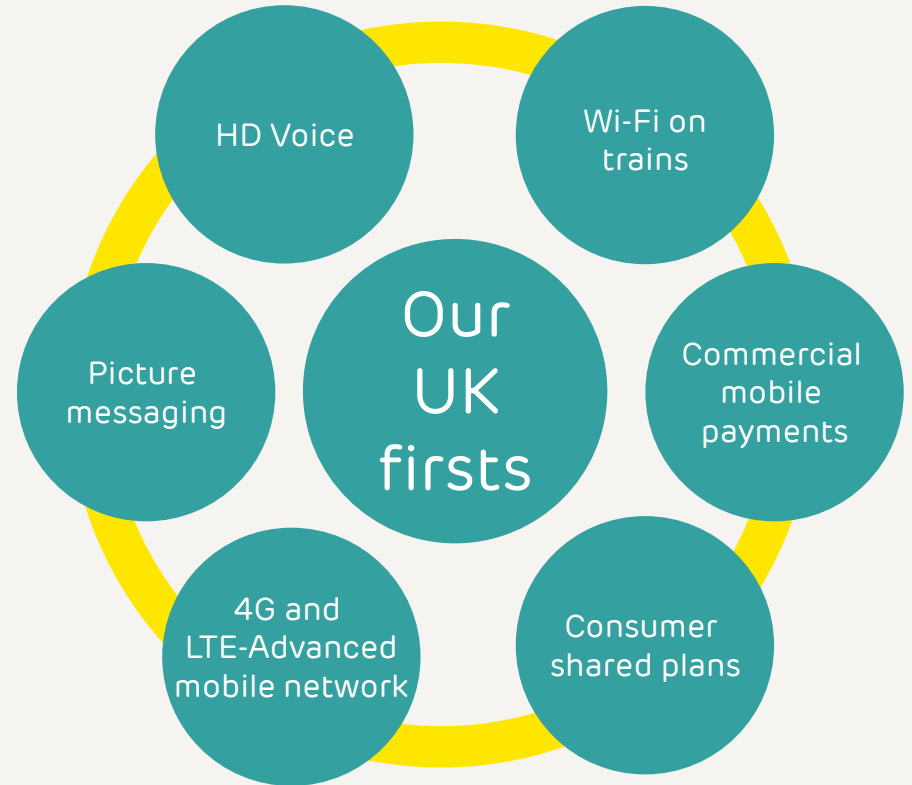 HD Voice
Wi-Fi on
trains
Picture
messaging
Our
UK
firsts
Commercial
mobile
payments
4G and
LTE-Advanced
mobile network
Consumer
shared plans